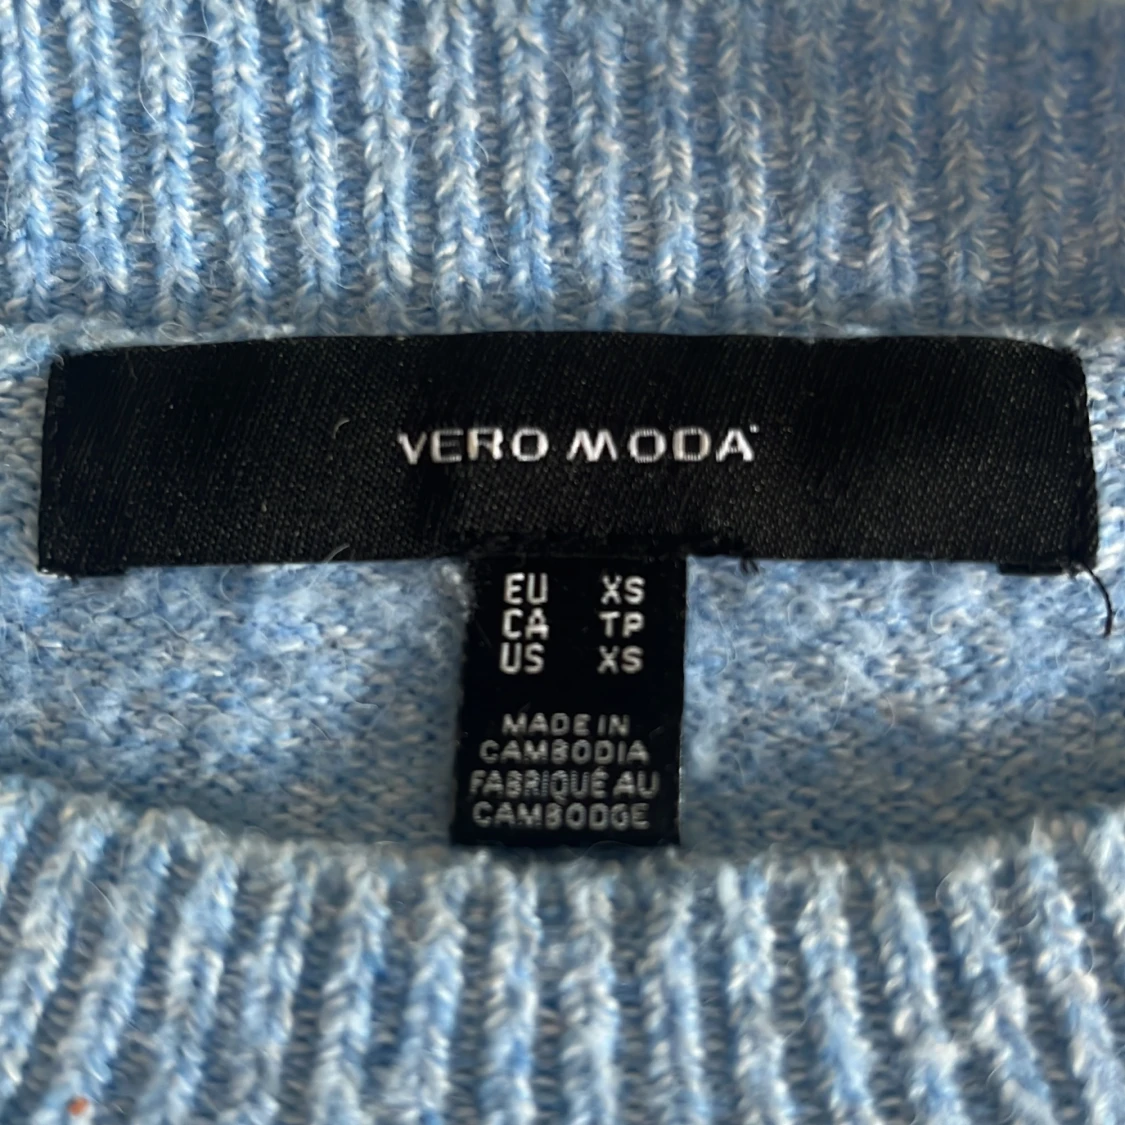 VERO MODA
EU XS
CA TP
US XS
MADE IN
CAMBODIA
FABRIQUÉ AU
CAMBODGE